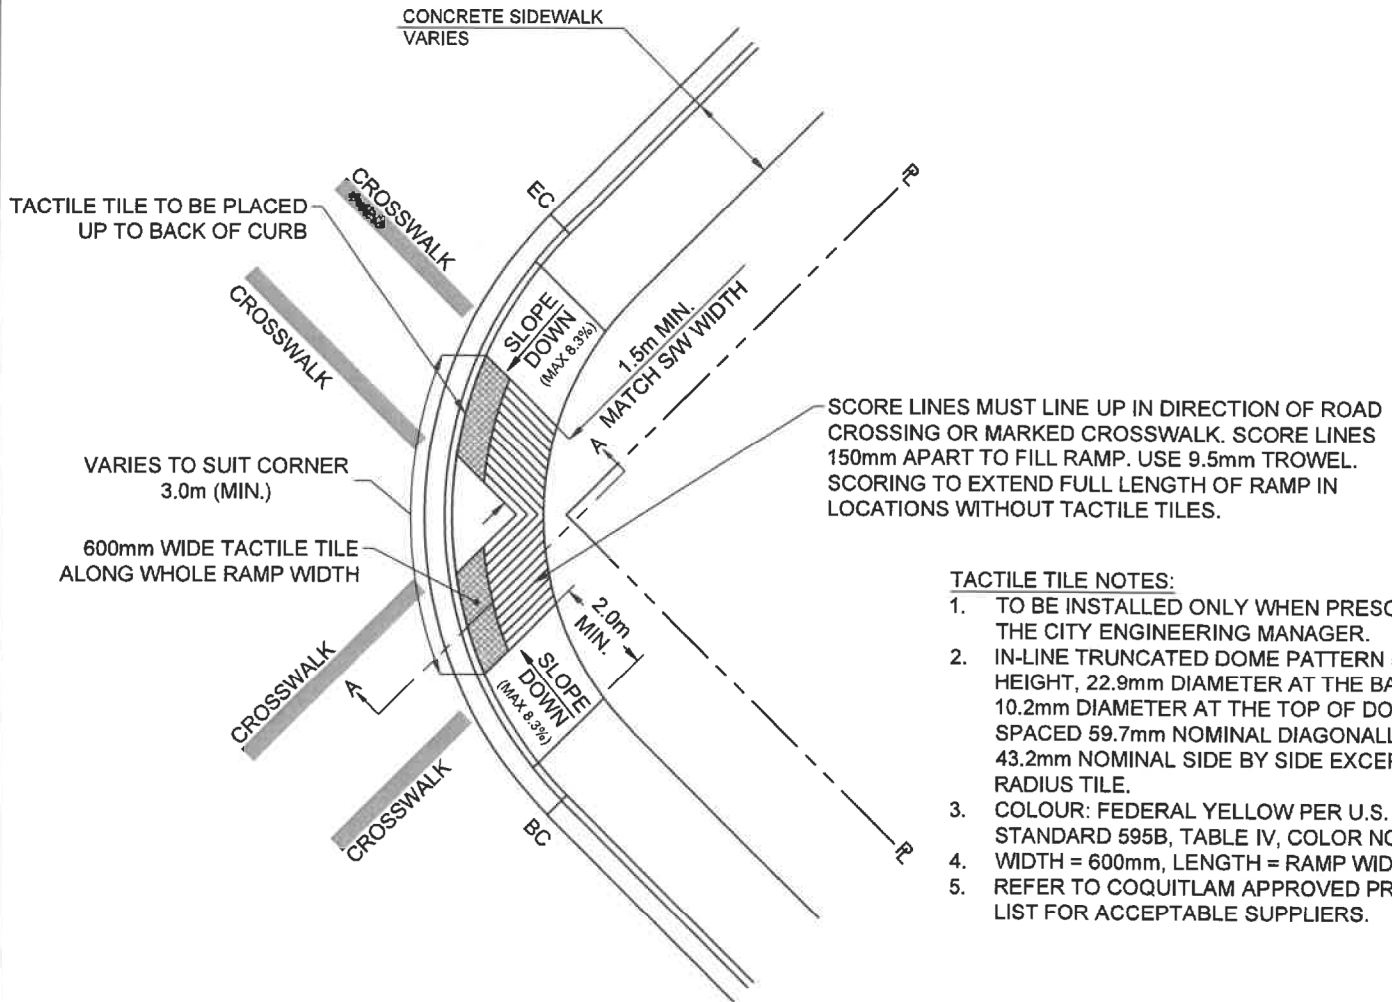 CONCRETE SIDEWALK
VARIES
TACTILE TILE TO BE PLACED
UP TO BACK OF CURB
CROSSWALK
CROSSWALK
EC
SLOPE
DOWN
(MAX 8.3%)
1.5m MIN.
MATCH S/W WIDTH
PL
A
SCORE LINES MUST LINE UP IN DIRECTION OF ROAD
CROSSING OR MARKED CROSSWALK. SCORE LINES
150mm APART TO FILL RAMP. USE 9.5mm TROWEL.
SCORING TO EXTEND FULL LENGTH OF RAMP IN
LOCATIONS WITHOUT TACTILE TILES.
VARIES TO SUIT CORNER
3.0m (MIN.)
600mm WIDE TACTILE TILE
ALONG WHOLE RAMP WIDTH
2.0m
MIN.
SLOPE
DOWN
(MAX 8.3%)
A
CROSSWALK
CROSSWALK
BC
PL
TACTILE TILE NOTES:
1. TO BE INSTALLED ONLY WHEN
THE CITY ENGINEERING MANAGER.
2. IN-LINE TRUNCATED DOME PATTERN
HEIGHT, 22.9mm DIAMETER AT THE
10.2mm DIAMETER AT THE TOP OF
SPACED 59.7mm NOMINAL
43.2mm NOMINAL SIDE BY SIDE
RADIUS TILE.
3. COLOUR: FEDERAL YELLOW PER U.S.
STANDARD 595B, TABLE IV, COLOR
4. WIDTH = 600mm, LENGTH = RAMP
5. REFER TO COQUITLAM APPROVED
LIST FOR ACCEPTABLE SUPPLIERS.